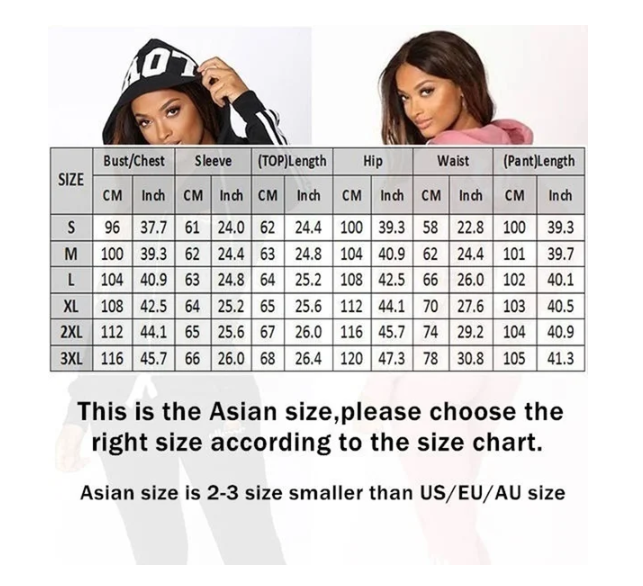 HOT
SIZE Bust/Chest Sleeve (TOP)Length Hip Waist (Pant)Length
CM Inch CM Inch CM Inch CM Inch CM Inch CM Inch
S 96 37.7 61 24.0 62 24.4 100 39.3 58 22.8 100 39.3
M 100 39.3 62 24.4 63 24.8 104 40.9 62 24.4 101 39.7
L 104 40.9 63 24.8 64 25.2 108 42.5 66 26.0 102 40.1
XL 108 42.5 64 25.2 65 25.6 112 44.1 70 27.6 103 40.5
2XL 112 44.1 65 25.6 67 26.0 116 45.7 74 29.2 104 40.9
3XL 116 45.7 66 26.0 68 26.4 120 47.3 78 30.8 105 41.3
This is the Asian size,please choose the
right size according to the size chart.
Asian size is 2-3 size smaller than US/EU/AU size